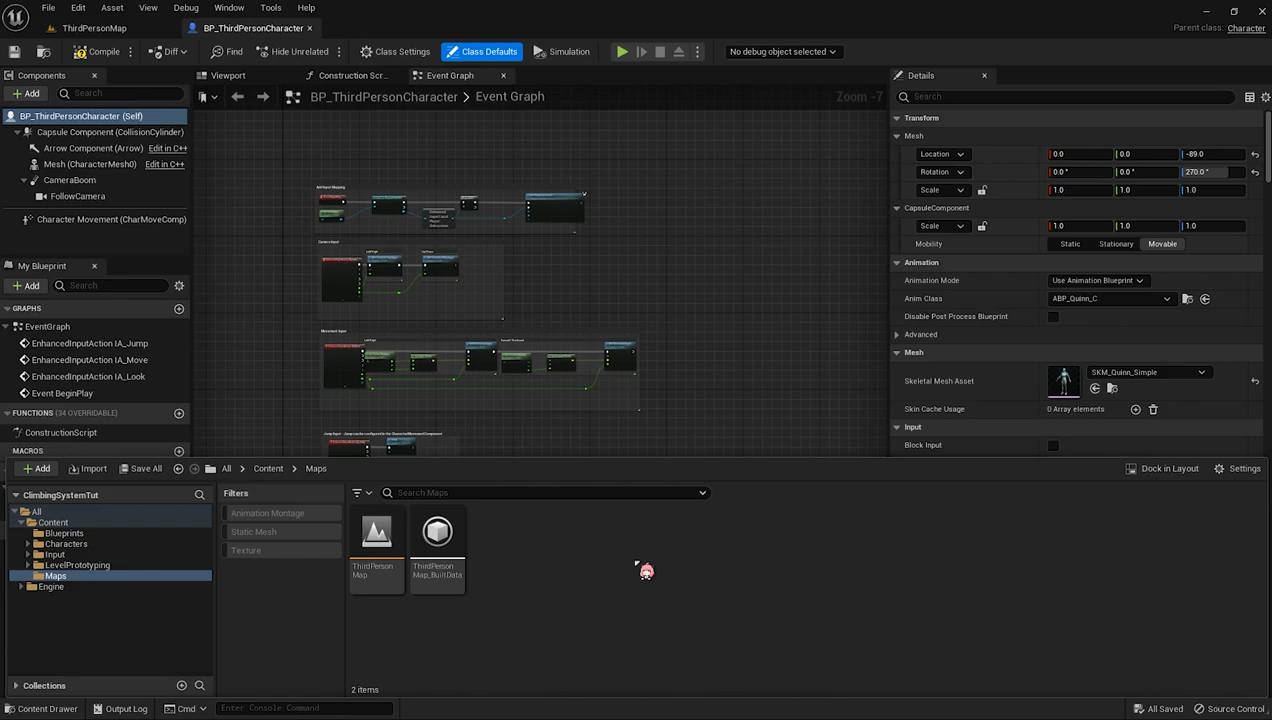 File Edit Asset View Debug Window Tools Help
ThirdPersonMap BP_ThirdPersonCharacter
Parent class: Character
Compile Diff Find Hide Unrelated Class Settings Class Defaults Simulation No debug object selected
Components
Viewport Construction Scr... Event Graph
Details
Add Search
BP_ThirdPersonCharacter > Event Graph Zoom -7
Search
BP_ThirdPersonCharacter (Self)
Capsule Component (CollisionCylinder)
Arrow Component (Arrow) Edit in C++
Mesh (CharacterMesh0) Edit in C++
CameraBoom
FollowCamera
Character Movement (CharMoveComp)
My Blueprint
Add Search
GRAPHS
EventGraph
EnhancedInputAction IA_Jump
EnhancedInputAction IA_Move
EnhancedInputAction IA_Look
Event BeginPlay
FUNCTIONS (34 OVERRIDABLE)
ConstructionScript
MACROS
Add Input Mapping
Camera Input
Movement Input
Transform
Mesh
Location 0.0 0.0 -89.0
Rotation 0.0° 0.0° 270.0°
Scale 1.0 1.0 1.0
CapsuleComponent
Scale 1.0 1.0 1.0
Mobility Static Stationary Movable
Animation
Animation Mode Use Animation Blueprint
Anim Class ABP_Quinn_C
Disable Post Process Blueprint
Advanced
Mesh
Skeletal Mesh Asset SKM_Quinn_Simple
Skin Cache Usage 0 Array elements
Input
Block Input
Add Import Save All All > Content > Maps
Dock in Layout Settings
ClimbingSystemTut
All
Content
Blueprints
Characters
Input
LevelPrototyping
Maps
Engine
Collections
Filters
Animation Montage
Static Mesh
Texture
Search Maps
ThirdPerson
Map
ThirdPerson
Map_BuiltData
2 items
Content Drawer Output Log Cmd Enter Console Command
All Saved Source Control